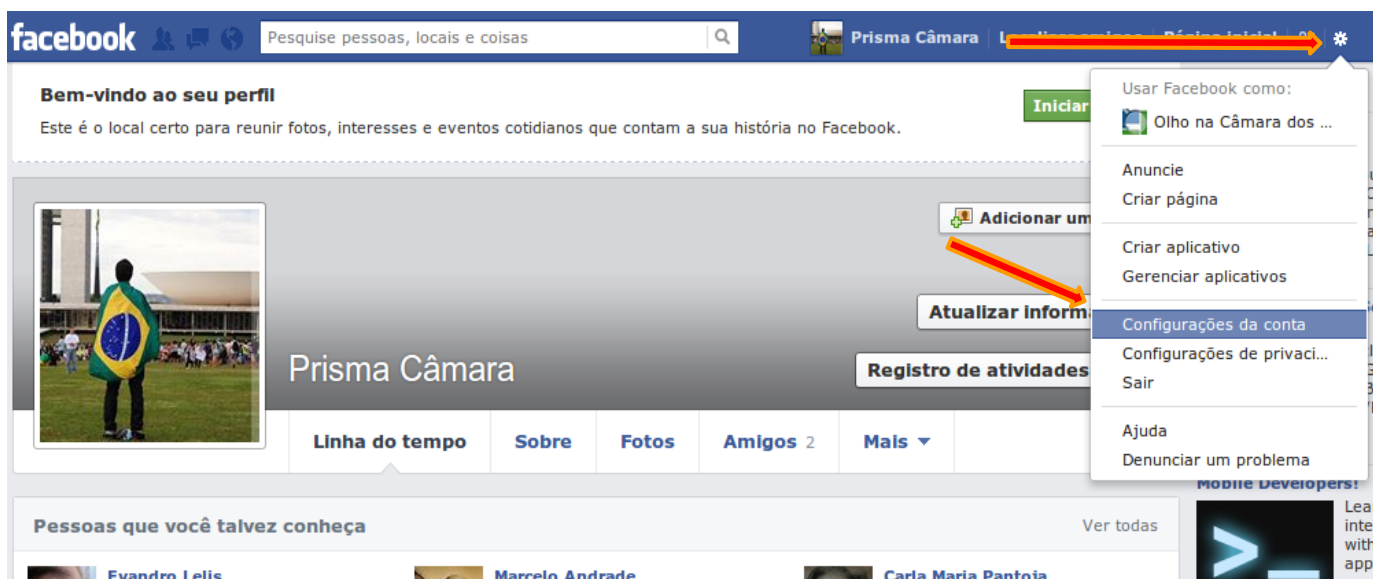 facebook
Pesquise pessoas, locais e coisas
Prisma Câmara
Bem-vindo ao seu perfil
Este é o local certo para reunir fotos, interesses e eventos cotidianos que contam a sua história no Facebook.
Iniciar
Usar Facebook como:
Olho na Câmara dos ...
Anuncie
Criar página
Criar aplicativo
Gerenciar aplicativos
Configurações da conta
Configurações de privaci...
Sair
Ajuda
Denunciar um problema
Adicionar um
Atualizar inform
Registro de atividades
Prisma Câmara
Linha do tempo
Sobre
Fotos
Amigos 2
Mais
Pessoas que você talvez conheça
Ver todas
Evandro Lelis
Marcelo Andrade
Carla Maria Pantoja
Mobile Developers!
with
app